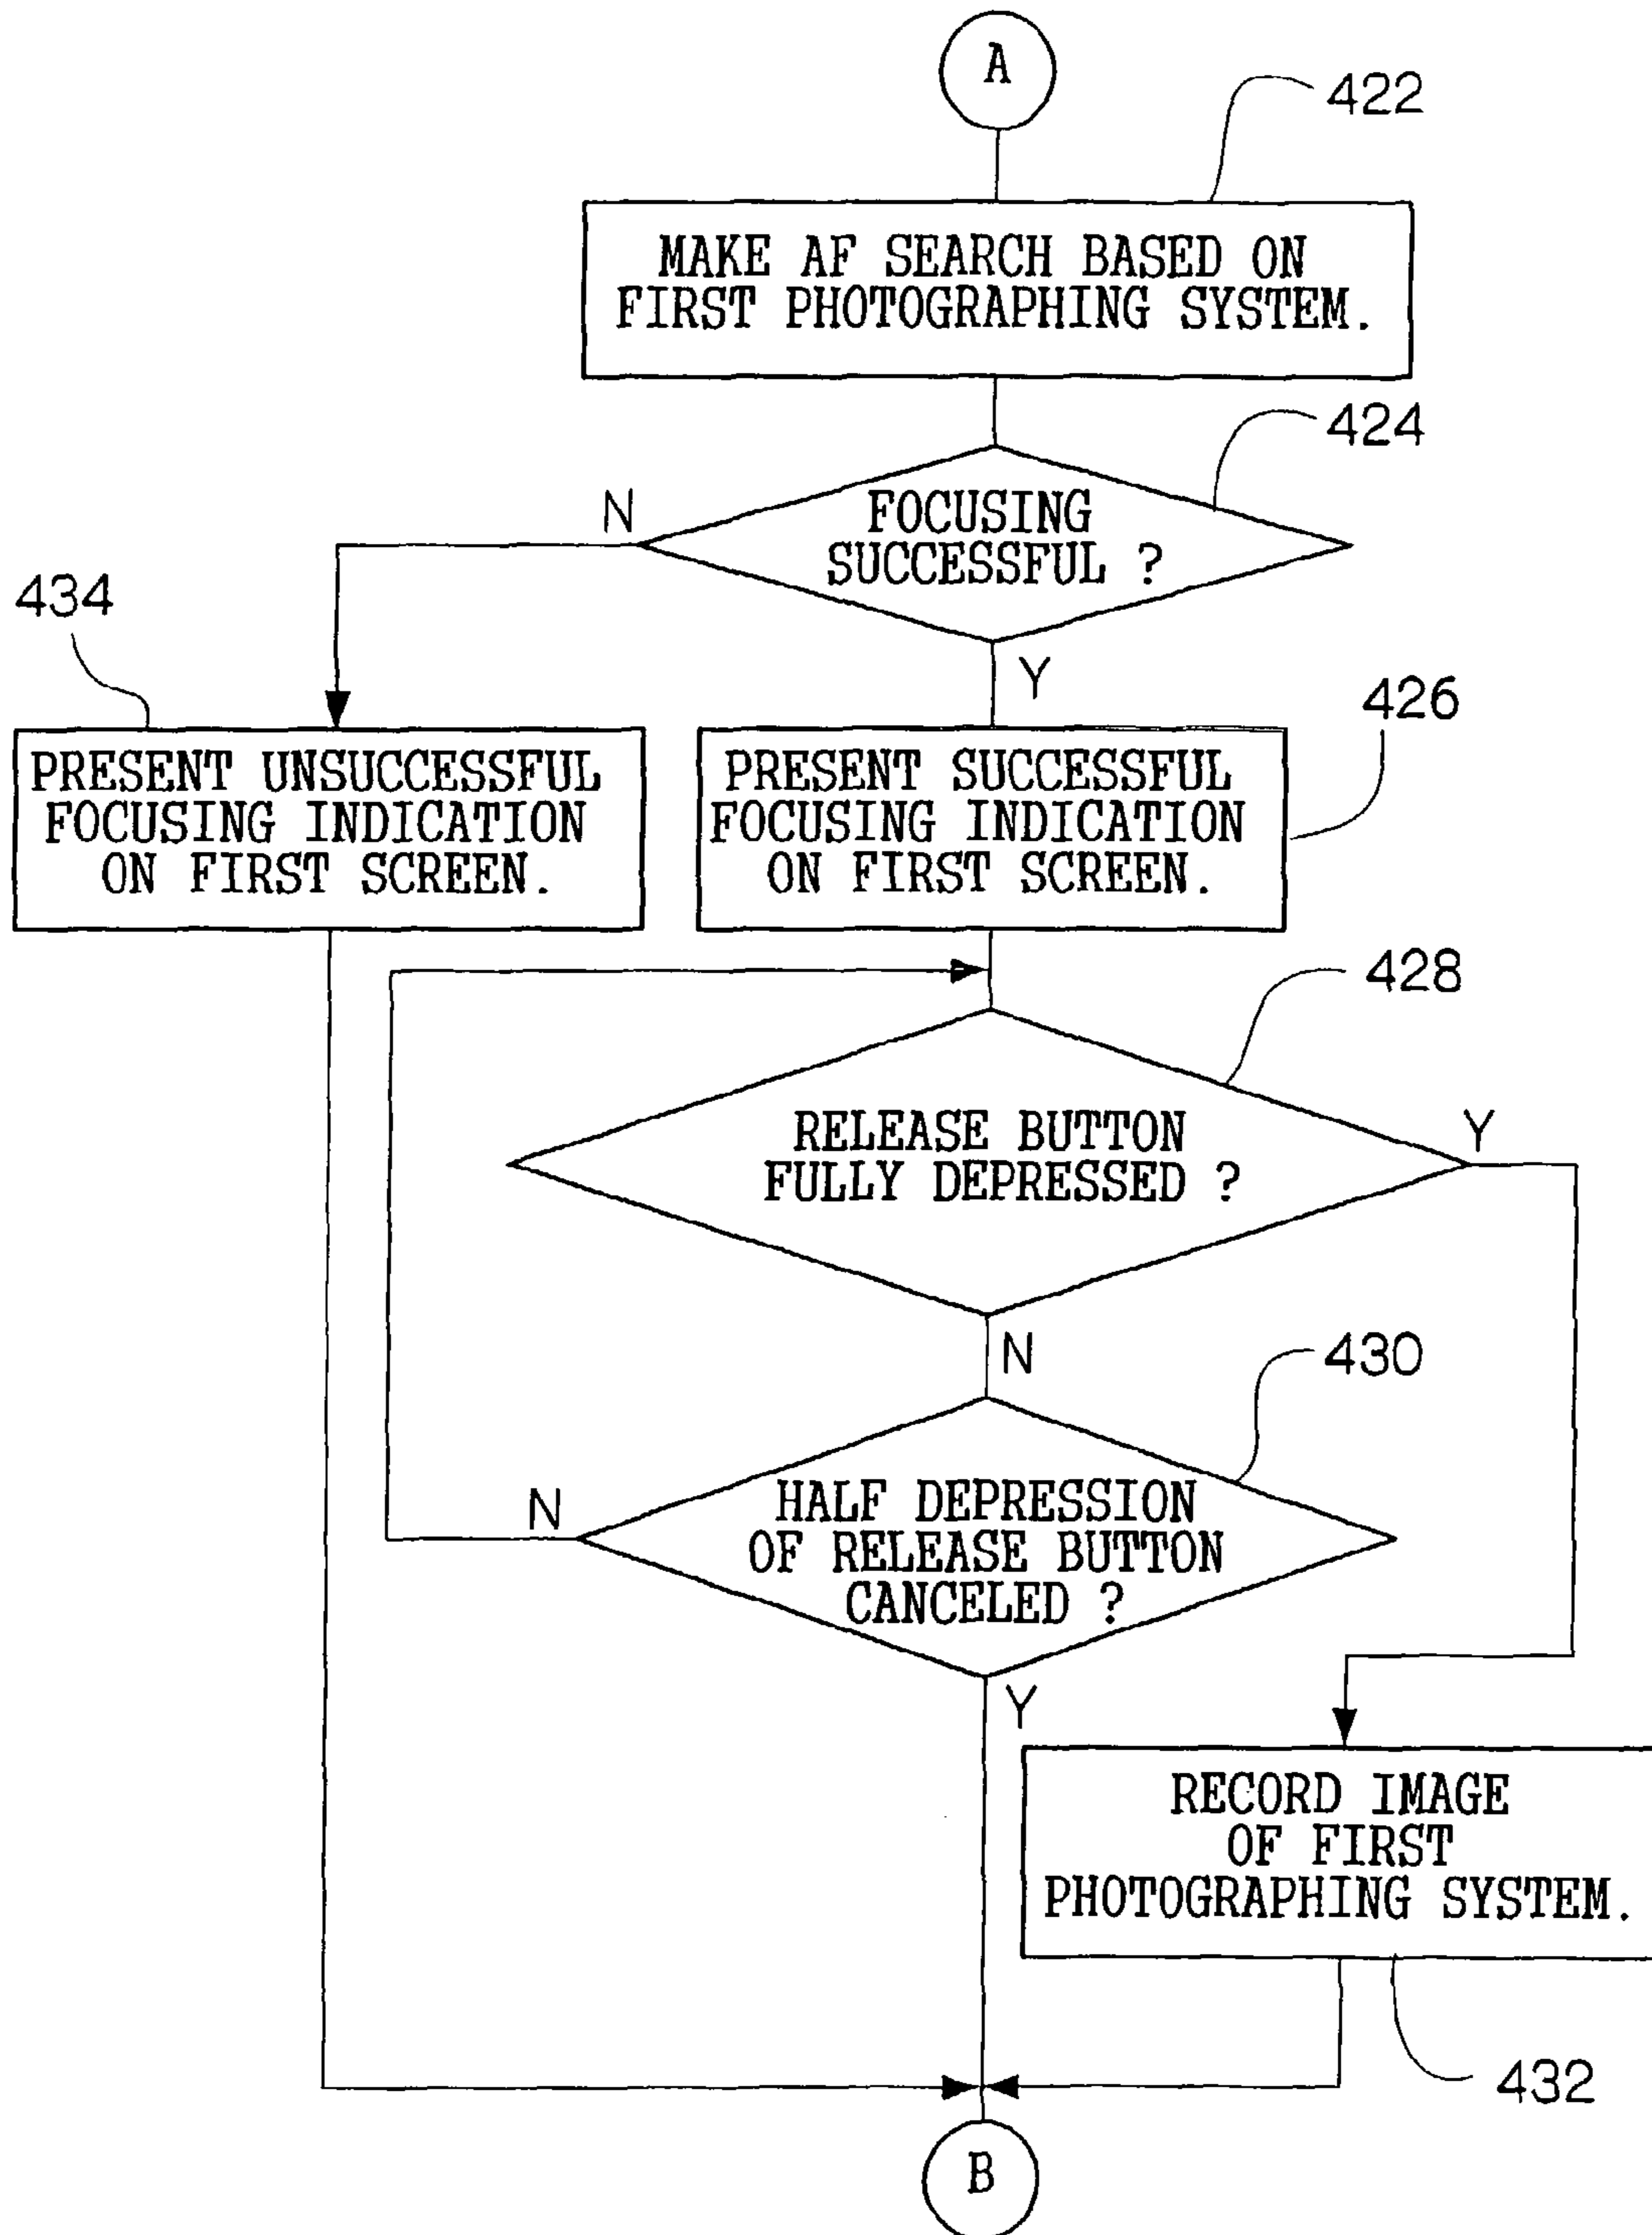 A
422
MAKE AF SEARCH BASED ON
FIRST PHOTOGRAPHING SYSTEM.
424
N
FOCUSING
SUCCESSFUL ?
434
Y
426
PRESENT UNSUCCESSFUL
FOCUSING INDICATION
ON FIRST SCREEN.
PRESENT SUCCESSFUL
FOCUSING INDICATION
ON FIRST SCREEN.
428
RELEASE BUTTON
FULLY DEPRESSED ?
Y
N
430
HALF DEPRESSION
OF RELEASE BUTTON
CANCELED ?
N
Y
RECORD IMAGE
OF FIRST
PHOTOGRAPHING SYSTEM.
432
B